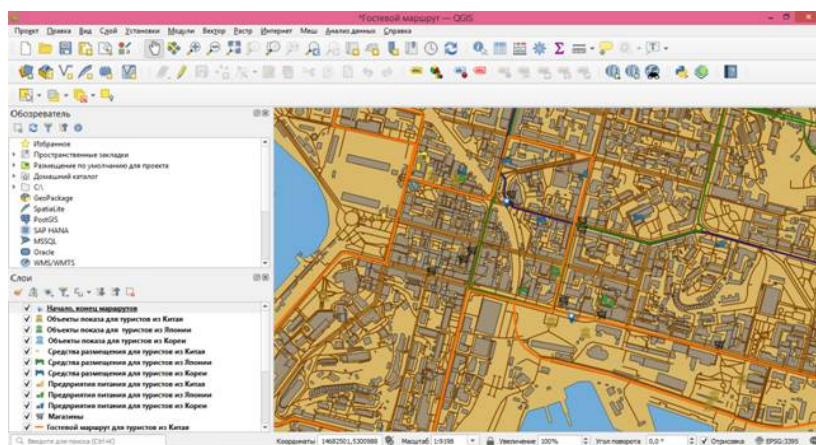 *Гостевой маршрут — QGIS
Проект Правка Вид Слой Установки Модули Вектор Растр Интернет Меш Анализ данных Справка
Обозреватель
Избранное
Пространственные закладки
Размещение по умолчанию для проекта
Домашний каталог
C:\
GeoPackage
SpatiaLite
PostGIS
SAP HANA
MSSQL
Oracle
WMS/WMTS
Слои
Начало, конец маршрутов
Объекты показа для туристов из Китая
Объекты показа для туристов из Японии
Объекты показа для туристов из Кореи
Средства размещения для туристов из Китая
Средства размещения для туристов из Японии
Средства размещения для туристов из Кореи
Предприятия питания для туристов из Китая
Предприятия питания для туристов из Японии
Предприятия питания для туристов из Кореи
Магазины
Гостевой маршрут для туристов из Китая
Введите для поиска (Ctrl+K) Координаты 14682501,5300988 Масштаб 1:9198 Увеличение 100% Угол поворота 0,0 ° Отрисовка EPSG:3395